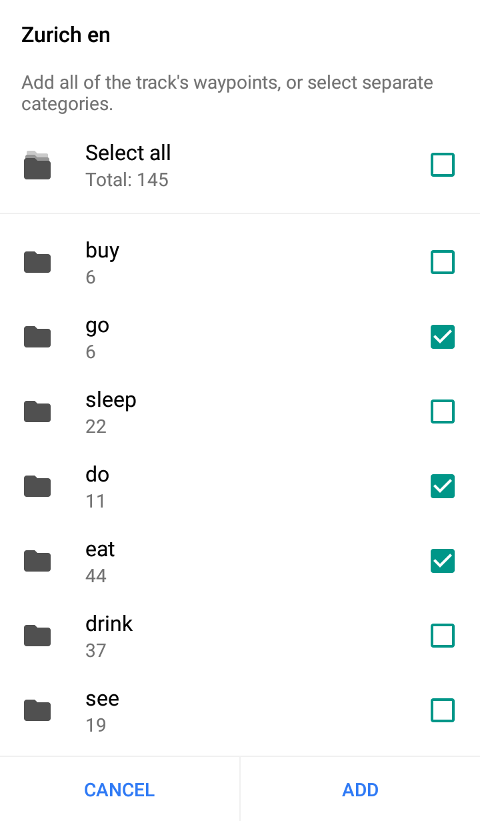 Zurich en
Add all of the track's waypoints, or select separate
categories.
Select all
Total: 145
buy
6
go
6
sleep
22
do
11
eat
44
drink
37
see
19
CANCEL
ADD